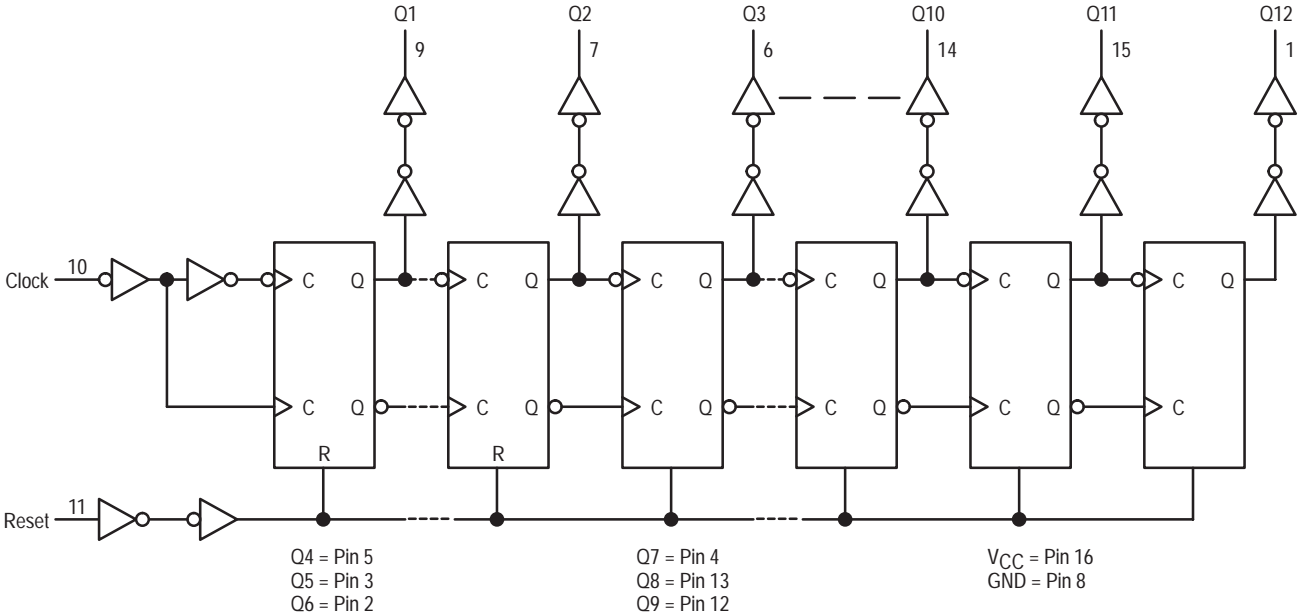 Q1 Q2 Q3 Q10 Q11 Q12
9 7 6 14 15 1
Clock 10 C Q C Q C Q C Q C Q C Q
C Q C Q C Q C Q C Q C
R R
Reset 11
Q4 = Pin 5
Q5 = Pin 3
Q6 = Pin 2
Q7 = Pin 4
Q8 = Pin 13
Q9 = Pin 12
VCC = Pin 16
GND = Pin 8